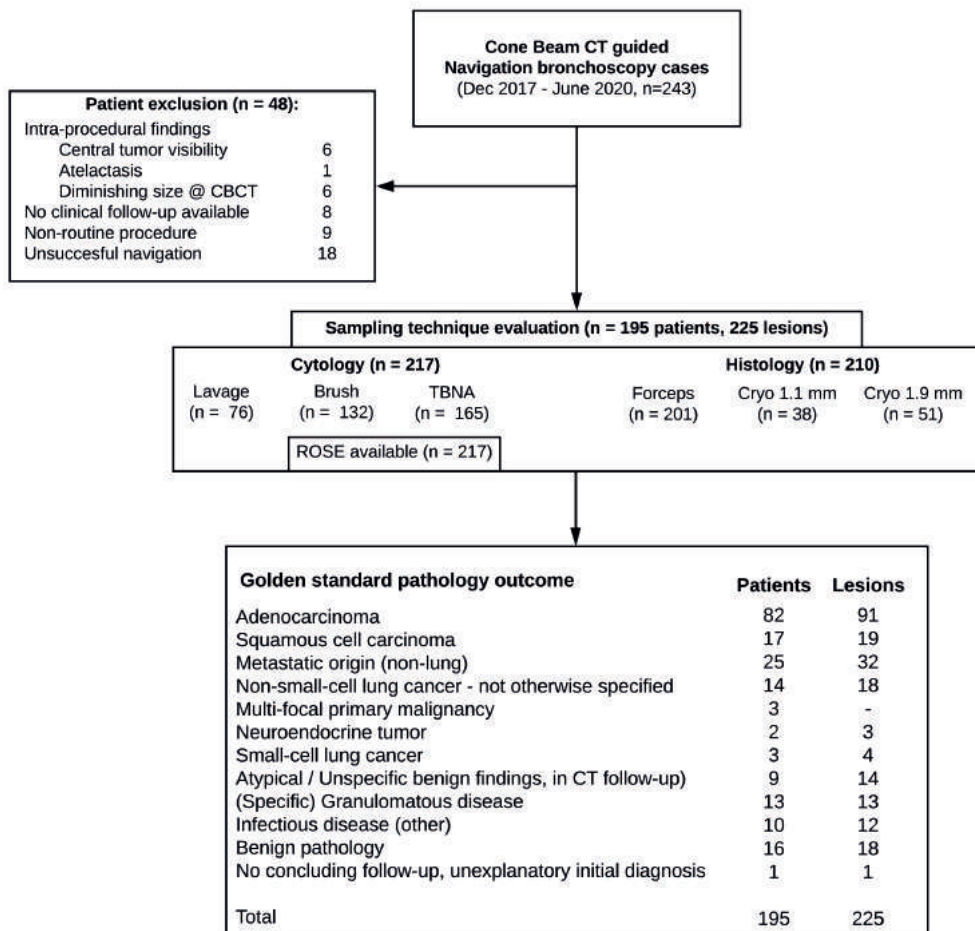 Cone Beam CT guided
Navigation bronchoscopy cases
(Dec 2017 - June 2020, n=243)
Patient exclusion (n = 48):
Intra-procedural findings
Central tumor visibility 6
Atelactasis 1
Diminishing size @ CBCT 6
No clinical follow-up available 8
Non-routine procedure 9
Unsuccesful navigation 18
Sampling technique evaluation (n = 195 patients, 225 lesions)
Cytology (n = 217) Histology (n = 210)
Lavage Brush TBNA Forceps Cryo 1.1 mm Cryo 1.9 mm
(n = 76) (n = 132) (n = 165) (n = 201) (n = 38) (n = 51)
ROSE available (n = 217)
Golden standard pathology outcome Patients Lesions
Adenocarcinoma 82 91
Squamous cell carcinoma 17 19
Metastatic origin (non-lung) 25 32
Non-small-cell lung cancer - not otherwise specified 14 18
Multi-focal primary malignancy 3 -
Neuroendocrine tumor 2 3
Small-cell lung cancer 3 4
Atypical / Unspecific benign findings, in CT follow-up) 9 14
(Specific) Granulomatous disease 13 13
Infectious disease (other) 10 12
Benign pathology 16 18
No concluding follow-up, unexplanatory initial diagnosis 1 1
Total 195 225